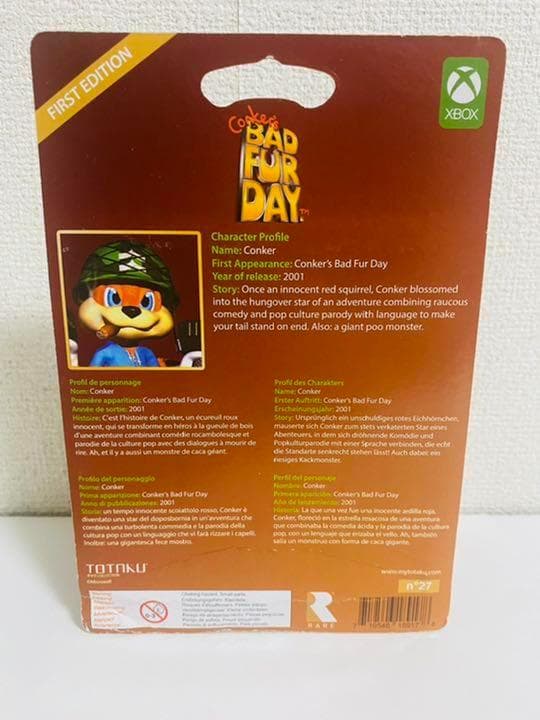 FIRST EDITION
XBOX
Conker's
BAD
FUR
DAY™
Character Profile
Name: Conker
First Appearance: Conker's Bad Fur Day
Year of release: 2001
Story: Once an innocent red squirrel, Conker blossomed
into the hungover star of an adventure combining raucous
comedy and pop culture parody with language to make
your tail stand on end. Also: a giant poo monster.
Profil de personnage
Nom: Conker
Première apparition: Conker's Bad Fur Day
Année de sortie: 2001
Histoire: C'est l'histoire de Conker, un écureuil roux
innocent, qui se transforme en héros à la gueule de bois
d'une aventure combinant comédie rocambolesque et
parodie de la culture pop avec des dialogues à mourir de
rire. Ah, et il y a aussi un monstre de caca géant.
Profil des Charakters
Name: Conker
Erster Auftritt: Conker's Bad Fur Day
Erscheinungsjahr: 2001
Story: Ursprünglich ein unschuldiges rotes Eichhörnchen,
mauserte sich Conker zum stets verkaterten Star eines
Abenteuers, in dem sich dröhnende Komödie und
Popkulturparodie mit einer Sprache verbinden, die echt
die Standarte senkrecht stehen lässt! Auch dabei: ein
riesiges Kackmonster.
Profilo del personaggio
Nome: Conker
Prima apparizione: Conker's Bad Fur Day
Anno di pubblicazione: 2001
Storia: un tempo innocente scoiattolo rosso, Conker è
diventato una star del doposbornia in un'avventura che
combina una turbolenta commedia e la parodia della
cultura pop con un linguaggio che vi farà rizzare i capelli.
Inoltre: una gigantesca fece mostro.
Perfil del personaje
Nombre: Conker
Primera aparición: Conker's Bad Fur Day
Año de lanzamiento: 2001
Historia: La que una vez fue una inocente ardilla roja,
Conker, floreció en la estrella resacosa de una aventura
que combinaba la comedia ácida y la parodia de la cultura
pop, con un lenguaje que erizaba el vello. Ah, también
salía un monstruo con forma de caca gigante.
TOTAKU
©Microsoft
www.mytotaku.com
n°27
Choking hazard. Small parts.
0-3
R
RARE